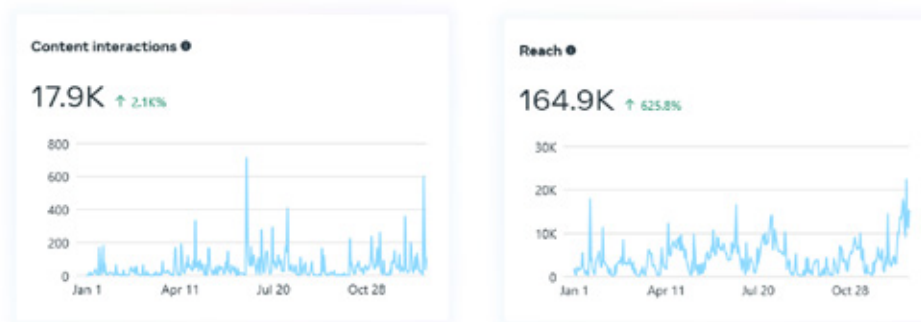 Content interactions
17.9K ↑ 2.1K%
800
600
400
200
0
Jan 1 Apr 11 Jul 20 Oct 28
Reach
164.9K ↑ 625.8%
30K
20K
10K
0
Jan 1 Apr 11 Jul 20 Oct 28